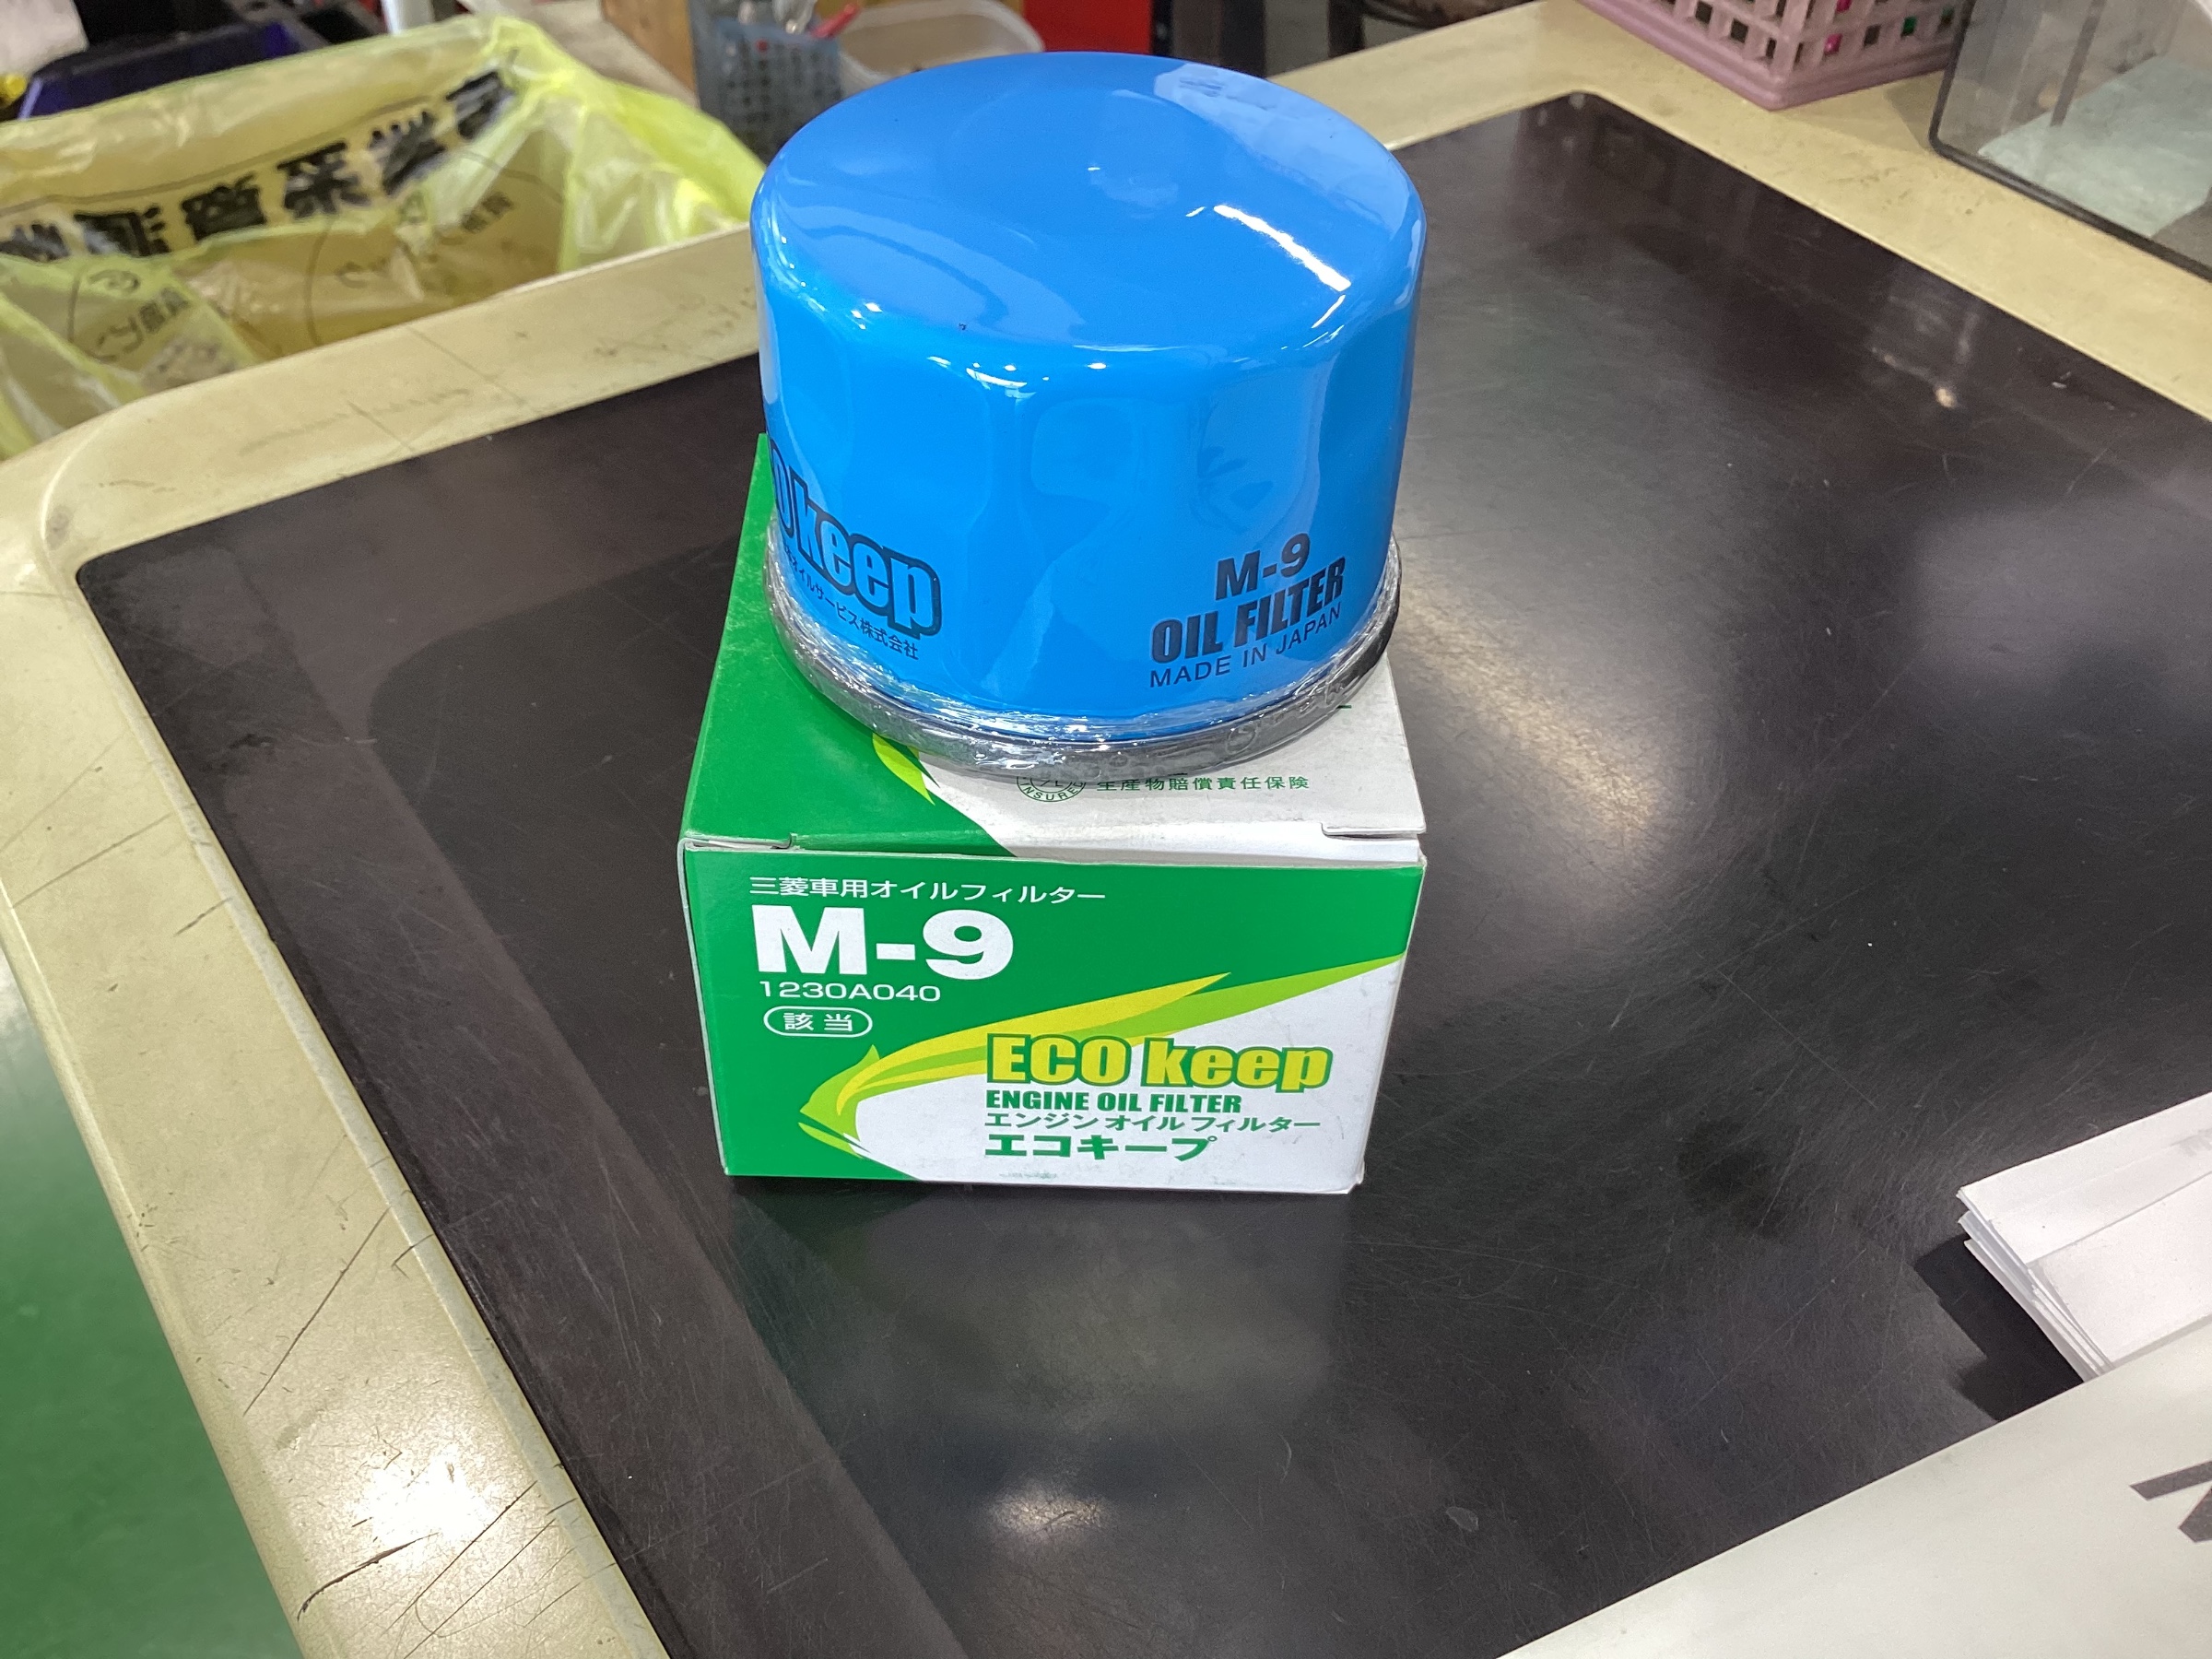 keep
オイルサービス株式会社
M-9
OIL FILTER
MADE IN JAPAN
INSURED
生産物賠償責任保険
三菱車用オイルフィルター
M-9
1230A040
該当
ECO keep
ENGINE OIL FILTER
エンジンオイルフィルター
エコキープ